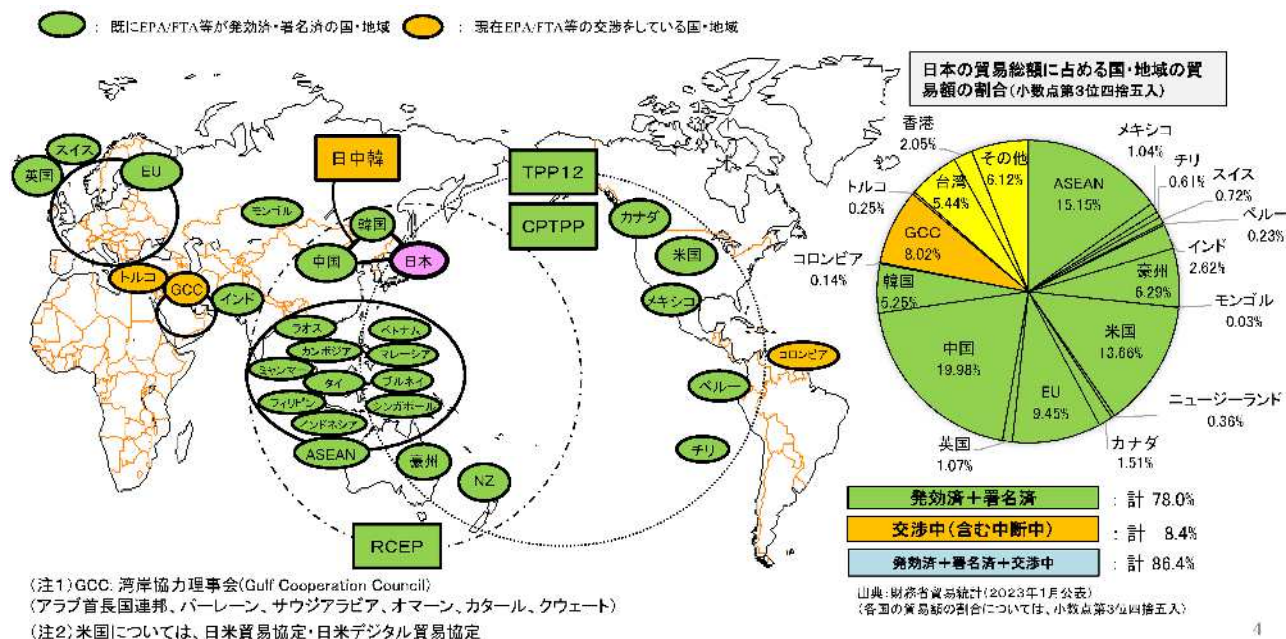 : 既にEPA/FTA等が発効済・署名済の国・地域
: 現在EPA/FTA等の交渉をしている国・地域
日本の貿易総額に占める国・地域の貿
易額の割合(小数点第3位四捨五入)
スイス
英国
EU
日中韓
モンゴル
韓国
中国
日本
トルコ
GCC
インド
TPP12
CPTPP
カナダ
米国
メキシコ
コロンビア
ペルー
チリ
ラオス
ベトナム
カンボジア
マレーシア
ミャンマー
タイ
ブルネイ
フィリピン
シンガポール
インドネシア
ASEAN
豪州
NZ
RCEP
ASEAN
15.15%
メキシコ
1.04%
チリ
0.61%
スイス
0.72%
ペルー
0.23%
インド
2.62%
豪州
6.29%
モンゴル
0.03%
米国
13.66%
ニュージーランド
0.36%
カナダ
1.51%
EU
9.45%
英国
1.07%
中国
19.98%
韓国
5.26%
コロンビア
0.14%
GCC
8.02%
トルコ
0.25%
台湾
5.44%
香港
2.05%
その他
6.12%
発効済+署名済 : 計 78.0%
交渉中(含む中断中) : 計 8.4%
発効済+署名済+交渉中 : 計 86.4%
出典:財務省貿易統計(2023年1月公表)
(各国の貿易額の割合については、小数点第3位四捨五入)
(注1)GCC: 湾岸協力理事会(Gulf Cooperation Council)
(アラブ首長国連邦、バーレーン、サウジアラビア、オマーン、カタール、クウェート)
(注2)米国については、日米貿易協定・日米デジタル貿易協定
4